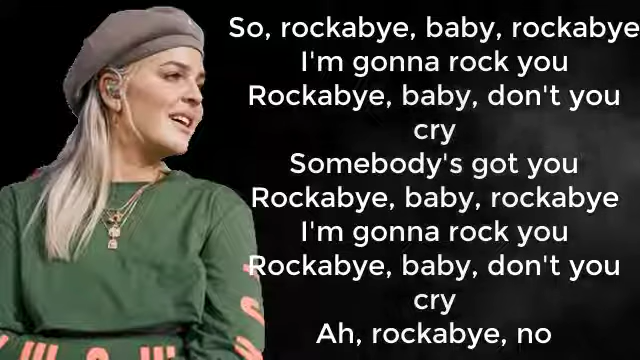 So, rockabye, baby, rockabye
I'm gonna rock you
Rockabye, baby, don't you
cry
Somebody's got you
Rockabye, baby, rockabye
I'm gonna rock you
Rockabye, baby, don't you
cry
Ah, rockabye, no